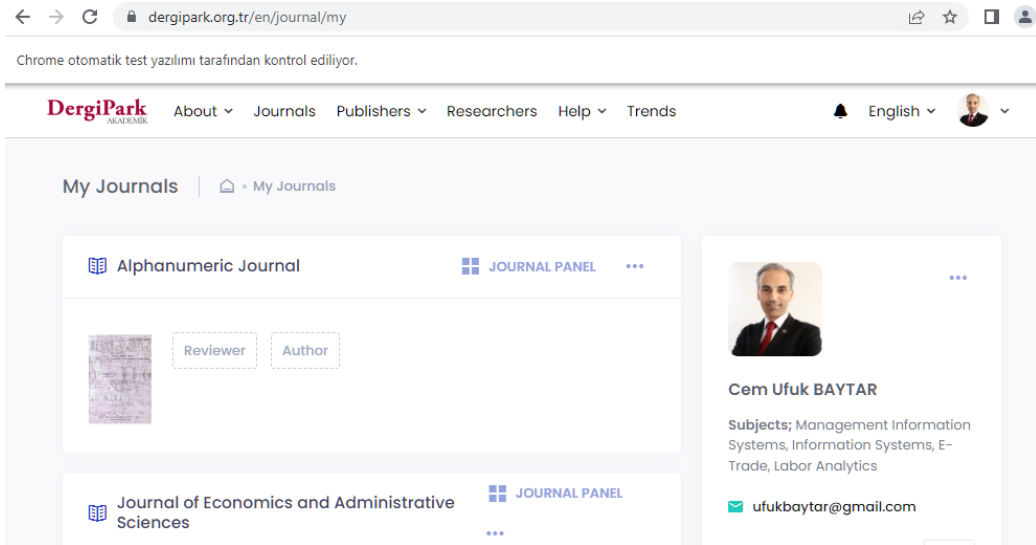 dergipark.org.tr/en/journal/my
Chrome otomatik test yazılımı tarafından kontrol ediliyor.
DergiPark
AKADEMİK
About Journals Publishers Researchers Help Trends English
My Journals My Journals
Alphanumeric Journal JOURNAL PANEL
Reviewer Author
Journal of Economics and Administrative
Sciences
JOURNAL PANEL
Cem Ufuk BAYTAR
Subjects; Management Information
Systems, Information Systems, E-
Trade, Labor Analytics
ufukbaytar@gmail.com